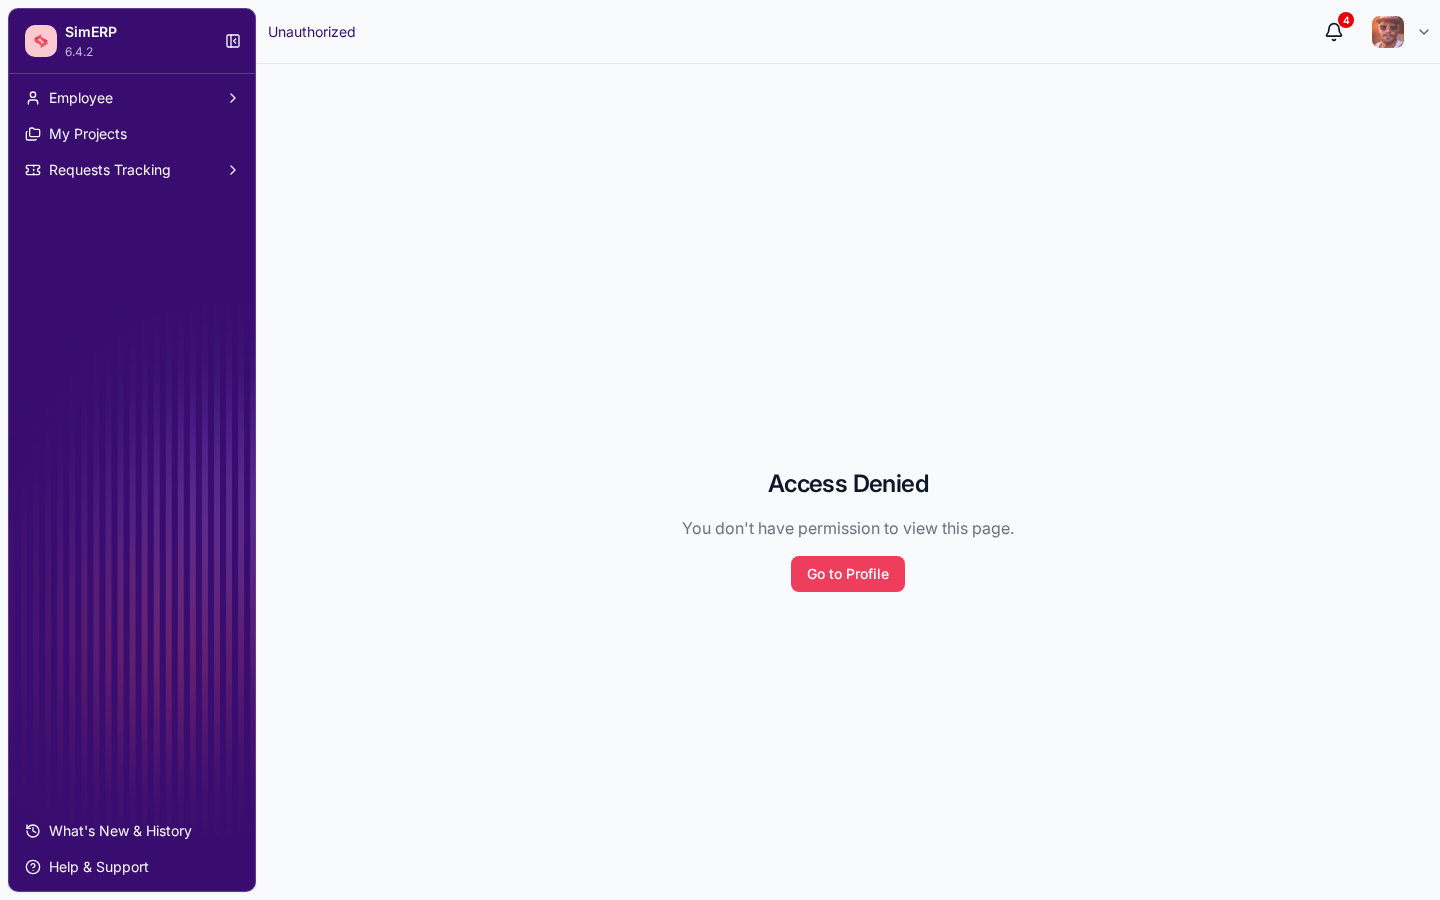 SimERP
6.4.2
Employee
My Projects
Requests Tracking
What's New & History
Help & Support
Unauthorized
4
Access Denied
You don't have permission to view this page.
Go to Profile